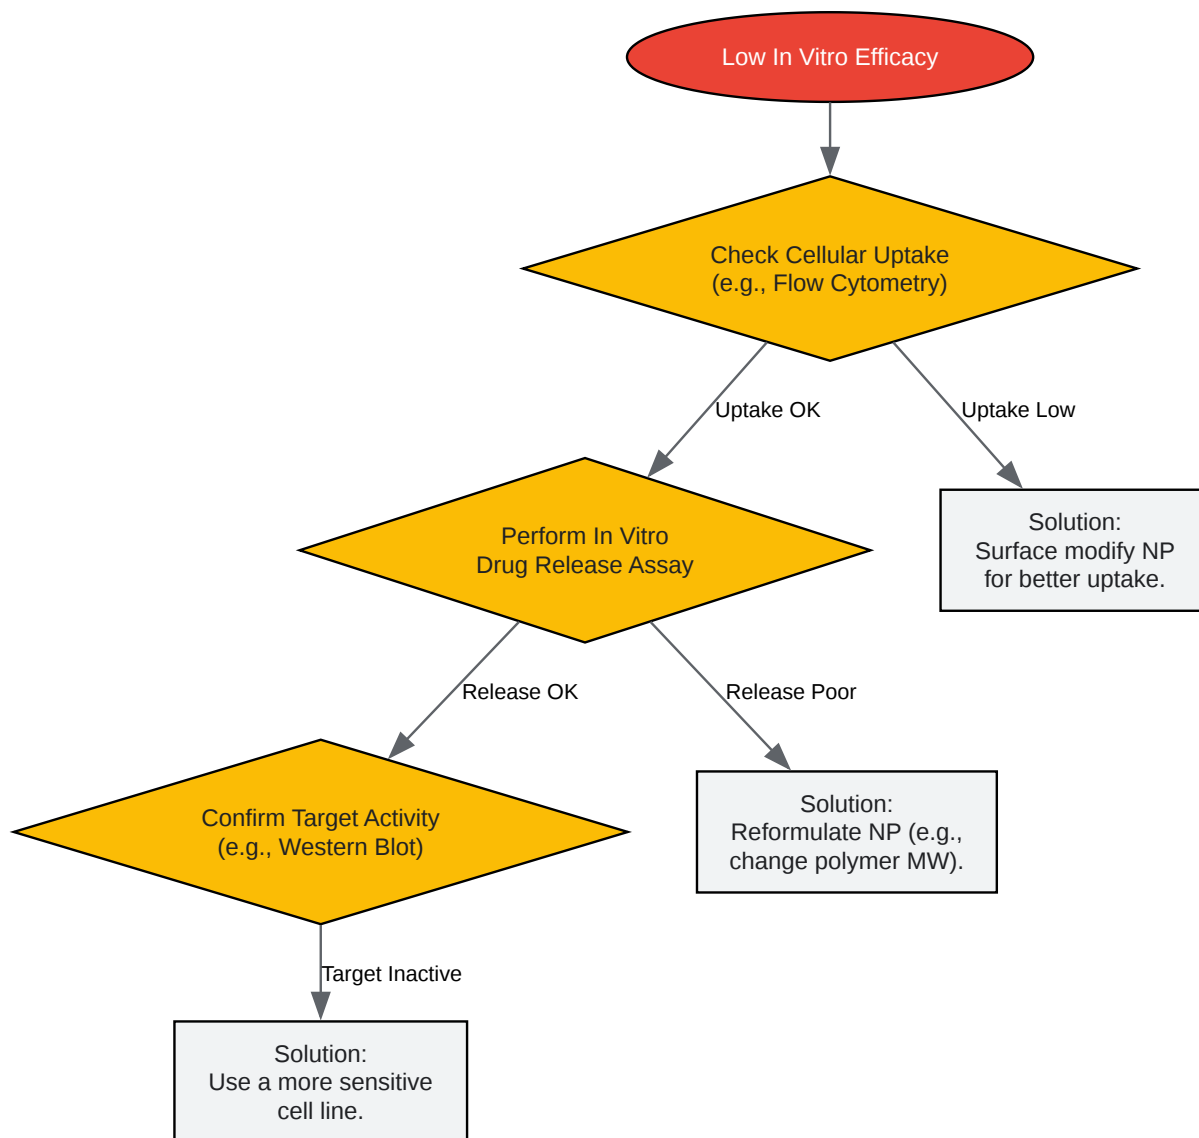 Low In Vitro Efficacy
Check Cellular Uptake
(e.g., Flow Cytometry)
Uptake OK
Uptake Low
Solution:
Surface modify NP
for better uptake.
Perform In Vitro
Drug Release Assay
Release OK
Release Poor
Solution:
Reformulate NP (e.g.,
change polymer MW).
Confirm Target Activity
(e.g., Western Blot)
Target Inactive
Solution:
Use a more sensitive
cell line.